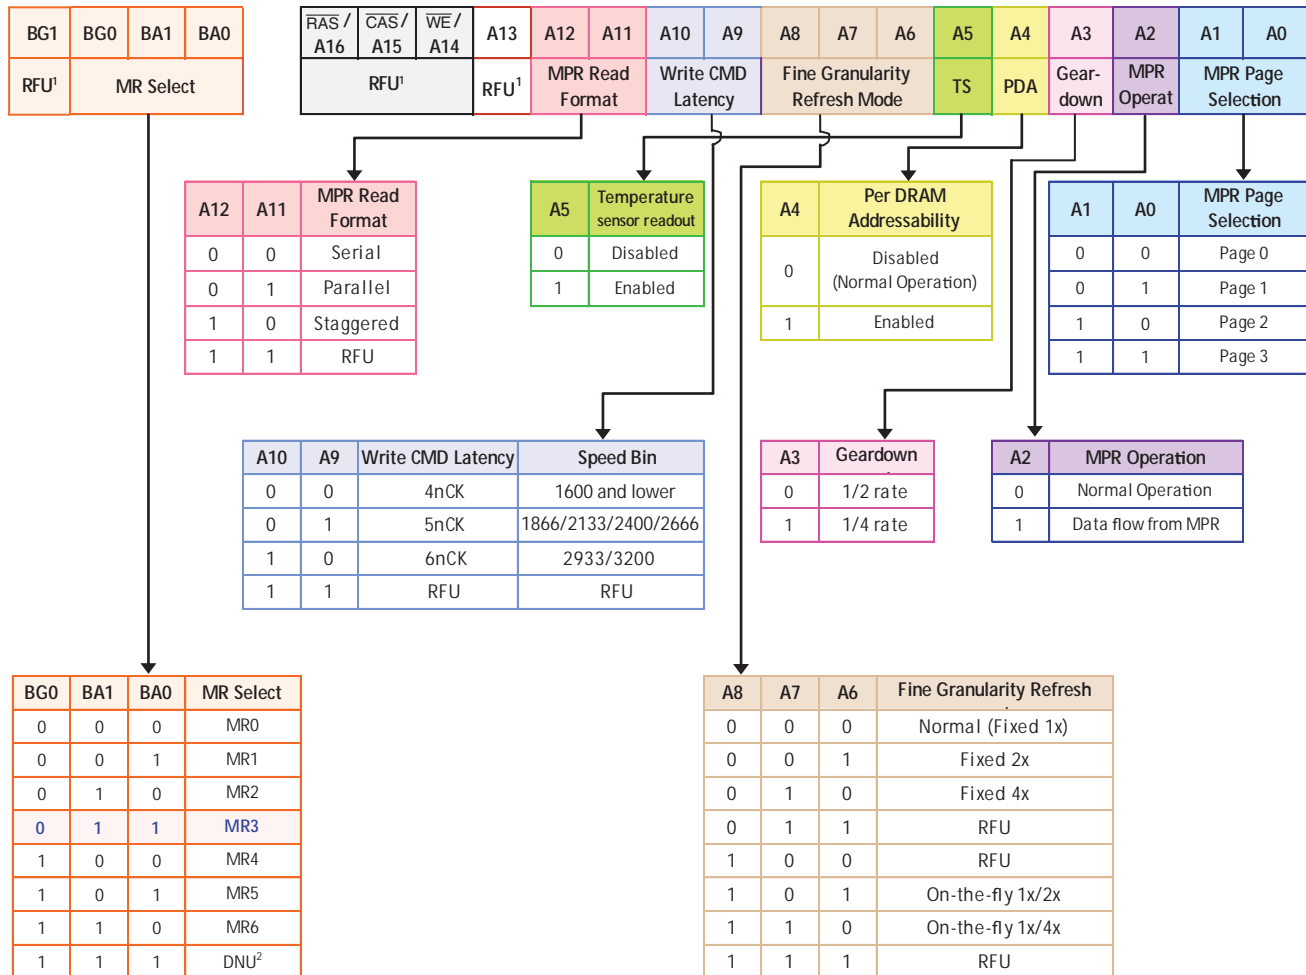 BG1 BG0 BA1 BA0 RAS / A16 CAS / A15 WE / A14 A13 A12 A11 A10 A9 A8 A7 A6 A5 A4 A3 A2 A1 A0
RFU¹ MR Select RFU¹ RFU¹ MPR Read Format Write CMD Latency Fine Granularity Refresh Mode TS PDA Gear-down MPR Operat MPR Page Selection
A12 A11 MPR Read Format
0 0 Serial
0 1 Parallel
1 0 Staggered
1 1 RFU
A5 Temperature sensor readout
0 Disabled
1 Enabled
A4 Per DRAM Addressability
0 Disabled (Normal Operation)
1 Enabled
A1 A0 MPR Page Selection
0 0 Page 0
0 1 Page 1
1 0 Page 2
1 1 Page 3
A10 A9 Write CMD Latency Speed Bin
0 0 4nCK 1600 and lower
0 1 5nCK 1866/2133/2400/2666
1 0 6nCK 2933/3200
1 1 RFU RFU
A3 Geardown
0 1/2 rate
1 1/4 rate
A2 MPR Operation
0 Normal Operation
1 Data flow from MPR
BG0 BA1 BA0 MR Select
0 0 0 MR0
0 0 1 MR1
0 1 0 MR2
0 1 1 MR3
1 0 0 MR4
1 0 1 MR5
1 1 0 MR6
1 1 1 DNU²
A8 A7 A6 Fine Granularity Refresh
0 0 0 Normal (Fixed 1x)
0 0 1 Fixed 2x
0 1 0 Fixed 4x
0 1 1 RFU
1 0 0 RFU
1 0 1 On-the-fly 1x/2x
1 1 0 On-the-fly 1x/4x
1 1 1 RFU